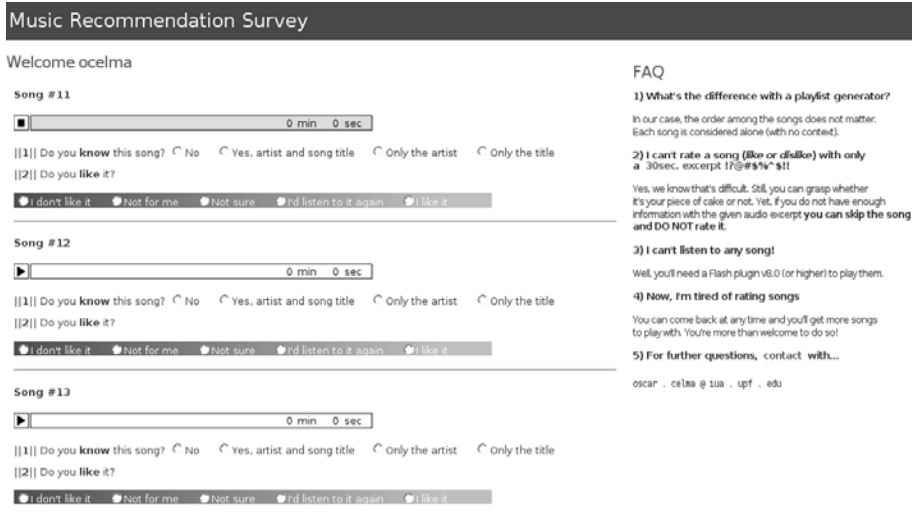 Music Recommendation Survey
Welcome ocelma
Song #11
0 min 0 sec
||1|| Do you know this song? No Yes, artist and song title Only the artist Only the title
||2|| Do you like it?
I don't like it Not for me Not sure I'd listen to it again I like it
Song #12
0 min 0 sec
||1|| Do you know this song? No Yes, artist and song title Only the artist Only the title
||2|| Do you like it?
I don't like it Not for me Not sure I'd listen to it again I like it
Song #13
0 min 0 sec
||1|| Do you know this song? No Yes, artist and song title Only the artist Only the title
||2|| Do you like it?
I don't like it Not for me Not sure I'd listen to it again I like it
FAQ
1) What's the difference with a playlist generator?
In our case, the order among the songs does not matter.
Each song is considered alone (with no context).
2) I can't rate a song (like or dislike) with only
a 30sec. excerpt !?@#$%^$!!
Yes, we know that's difficult. Still, you can grasp whether
it's your piece of cake or not. Yet, if you do not have enough
information with the given audio excerpt you can skip the song
and DO NOT rate it.
3) I can't listen to any song!
Well, you'll need a Flash plugin v8.0 (or higher) to play them.
4) Now, I'm tired of rating songs
You can come back at any time and you'll get more songs
to play with. You're more than welcome to do so!
5) For further questions, contact with...
oscar . celma @ iua . upf . edu